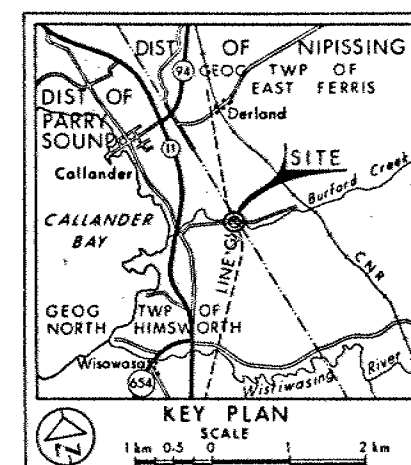 DIST OF NIPISSING
94 GEOG TWP OF
EAST FERRIS
DIST OF
PARRY
SOUND
Derland
11
Callander
SITE
Burford Creek
CALLANDER
BAY
LINE 'G'
CNR
GEOG TWP OF
NORTH HIMSWORTH
Wisawasa
654
Wistiwasing River
KEY PLAN
SCALE
1 km 0·5 0 1 2 km
N